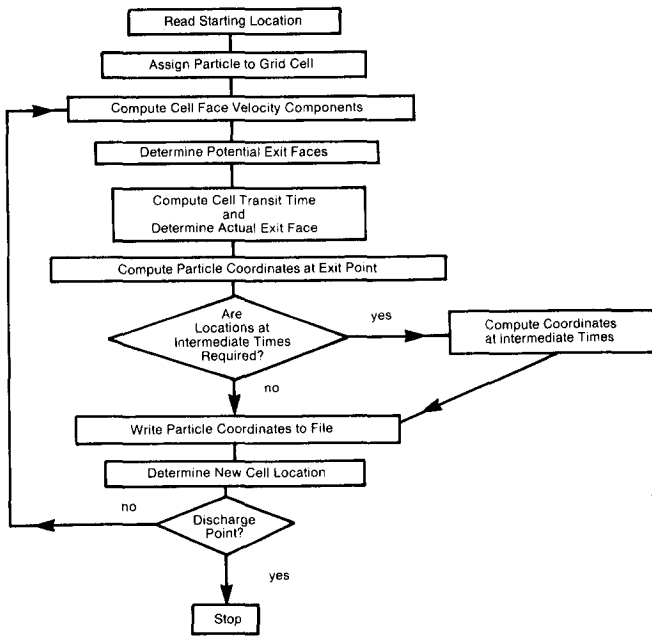 Read Starting Location
Assign Particle to Grid Cell
Compute Cell Face Velocity Components
Determine Potential Exit Faces
Compute Cell Transit Time
and
Determine Actual Exit Face
Compute Particle Coordinates at Exit Point
Are
Locations at
Intermediate Times
Required?
yes
Compute Coordinates
at Intermediate Times
no
Write Particle Coordinates to File
Determine New Cell Location
no
Discharge
Point?
yes
Stop